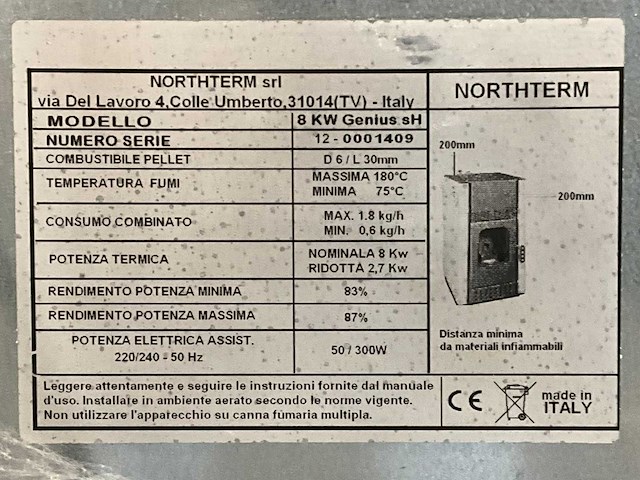 NORTHTERM srl
via Del Lavoro 4,Colle Umberto,31014(TV) - Italy
MODELLO 8 KW Genius sH
NUMERO SERIE 12 - 0001409
COMBUSTIBILE PELLET D 6 / L 30mm
TEMPERATURA FUMI MASSIMA 180°C
MINIMA 75°C
CONSUMO COMBINATO MAX. 1.8 kg/h
MIN. 0,6 kg/h
POTENZA TERMICA NOMINALA 8 Kw
RIDOTTA 2,7 Kw
RENDIMENTO POTENZA MINIMA 83%
RENDIMENTO POTENZA MASSIMA 87%
POTENZA ELETTRICA ASSIST.
220/240 - 50 Hz 50 / 300W
NORTHTERM
200mm
200mm
Distanza minima
da materiali infiammabili
Leggere attentamente e seguire le instruzioni fornite dal manuale
d'uso. Installare in ambiente aerato secondo le norme vigente.
Non utilizzare l'apparecchio su canna fumaria multipla.
CE
made in
ITALY